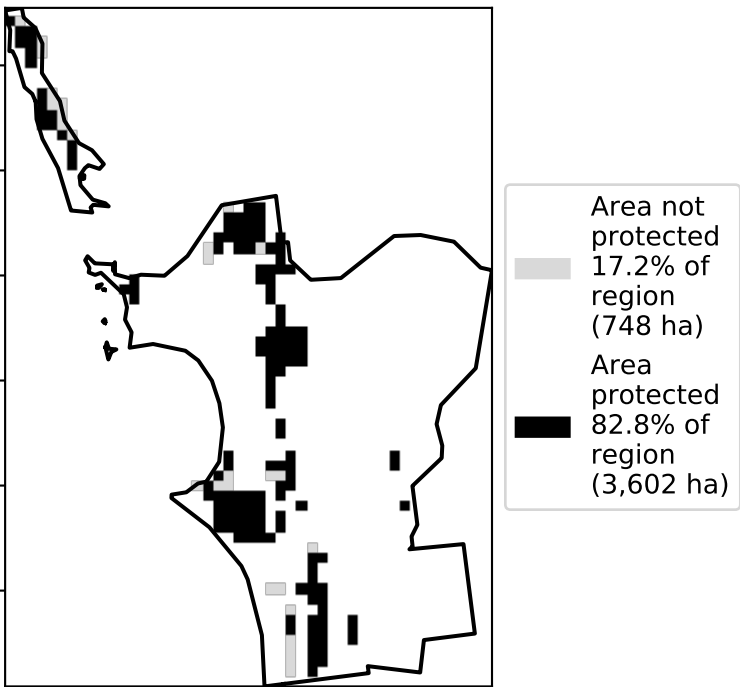 Area not
protected
17.2% of
region
(748 ha)
Area
protected
82.8% of
region
(3,602 ha)